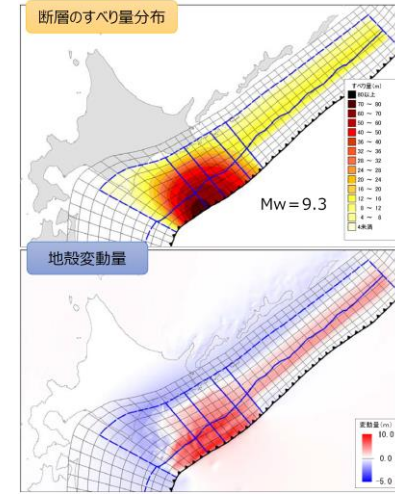 断層のすべり量分布
すべり量(m)
80以上
70 ～ 80
60 ～ 70
50 ～ 60
40 ～ 50
36 ～ 40
32 ～ 36
28 ～ 32
24 ～ 28
20 ～ 24
16 ～ 20
12 ～ 16
8 ～ 12
4 ～ 8
4未満
Mw＝9.3
地殻変動量
変動量(m)
10.0
0.0
-5.0